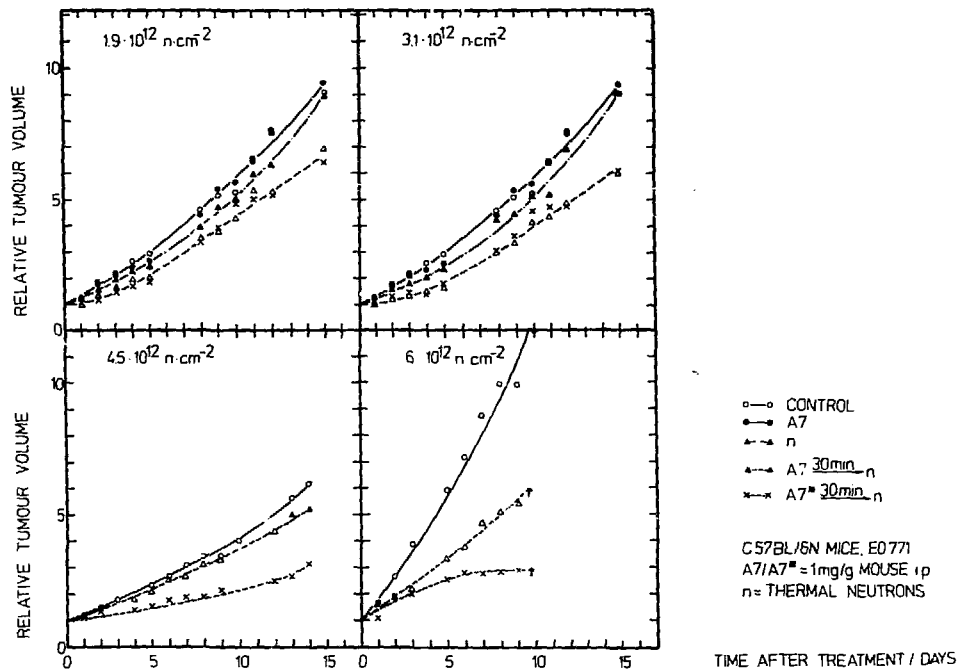 1.9·10¹² n·cm⁻²
3.1·10¹² n·cm⁻²
RELATIVE TUMOUR VOLUME
10
5
0
4.5·10¹² n·cm⁻²
6 10¹² n cm⁻²
RELATIVE TUMOUR VOLUME
10
5
0
0 5 10 15 0 5 10 15
CONTROL
A7
n
A7 30min n
A7* 30min n
C57BL/6N MICE, E0771
A7/A7* = 1mg/g MOUSE ip
n = THERMAL NEUTRONS
TIME AFTER TREATMENT / DAYS